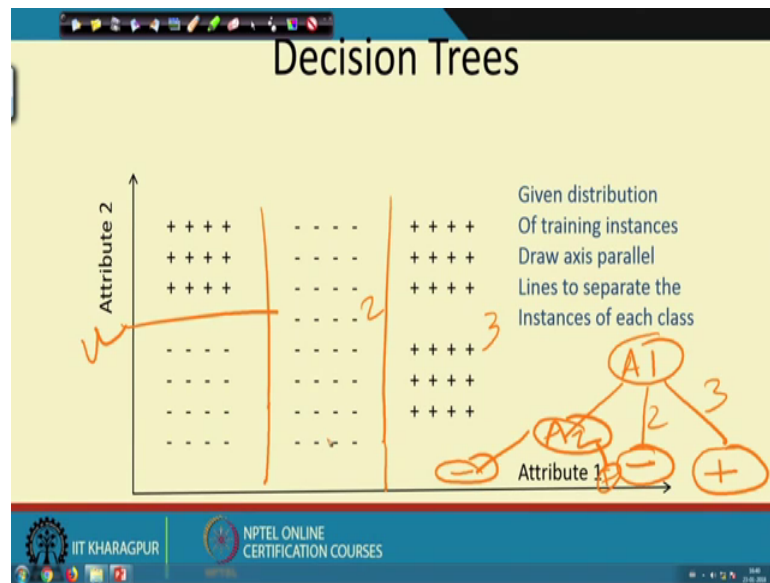 Decision Trees
Attribute 2
+ + + + - - - - + + + +
+ + + + - - - - + + + +
+ + + + - - - - + + + +
- - - - 2
- - - - - - - - + + + + 3
- - - - - - - - + + + +
- - - - - - - - + + + +
- - - - - - - -
Given distribution
Of training instances
Draw axis parallel
Lines to separate the
Instances of each class
A1
2 3
A2
- - +
Attribute 1
IIT KHARAGPUR
NPTEL ONLINE
CERTIFICATION COURSES